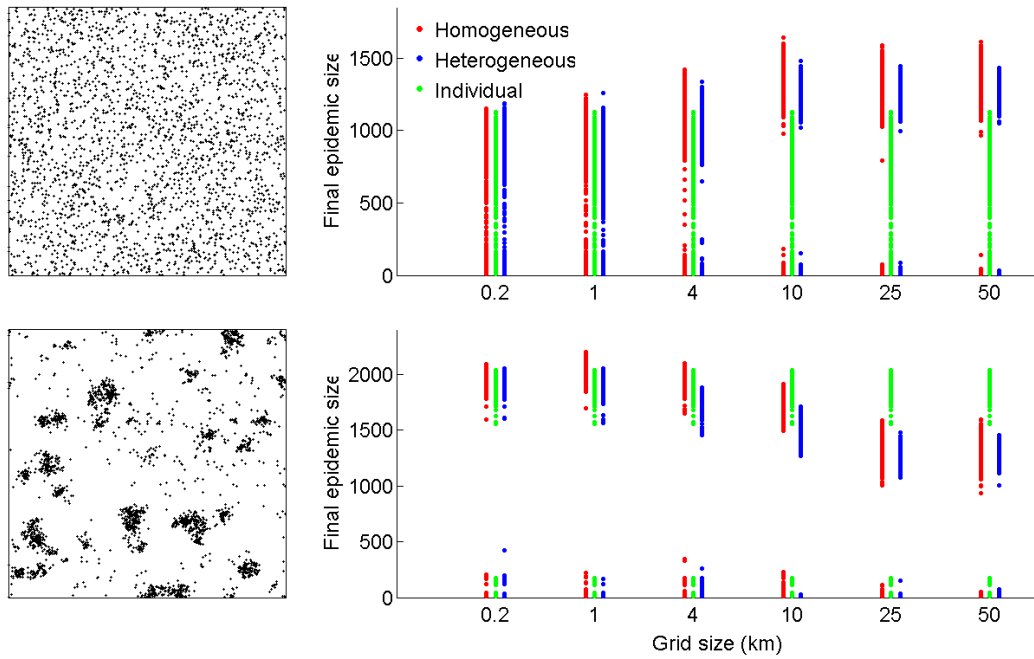 Homogeneous
Heterogeneous
Individual
Final epidemic size
1500
1000
500
0
0.2 1 4 10 25 50
Final epidemic size
2000
1500
1000
500
0
0.2 1 4 10 25 50
Grid size (km)